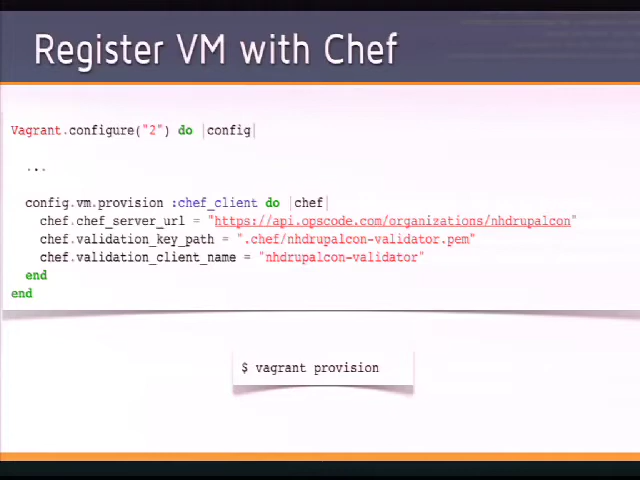 Register VM with Chef
Vagrant.configure("2") do |config|
...
config.vm.provision :chef_client do |chef|
chef.chef_server_url = "https://api.opscode.com/organizations/nhdrupalcon"
chef.validation_key_path = ".chef/nhdrupalcon-validator.pem"
chef.validation_client_name = "nhdrupalcon-validator"
end
end
$ vagrant provision